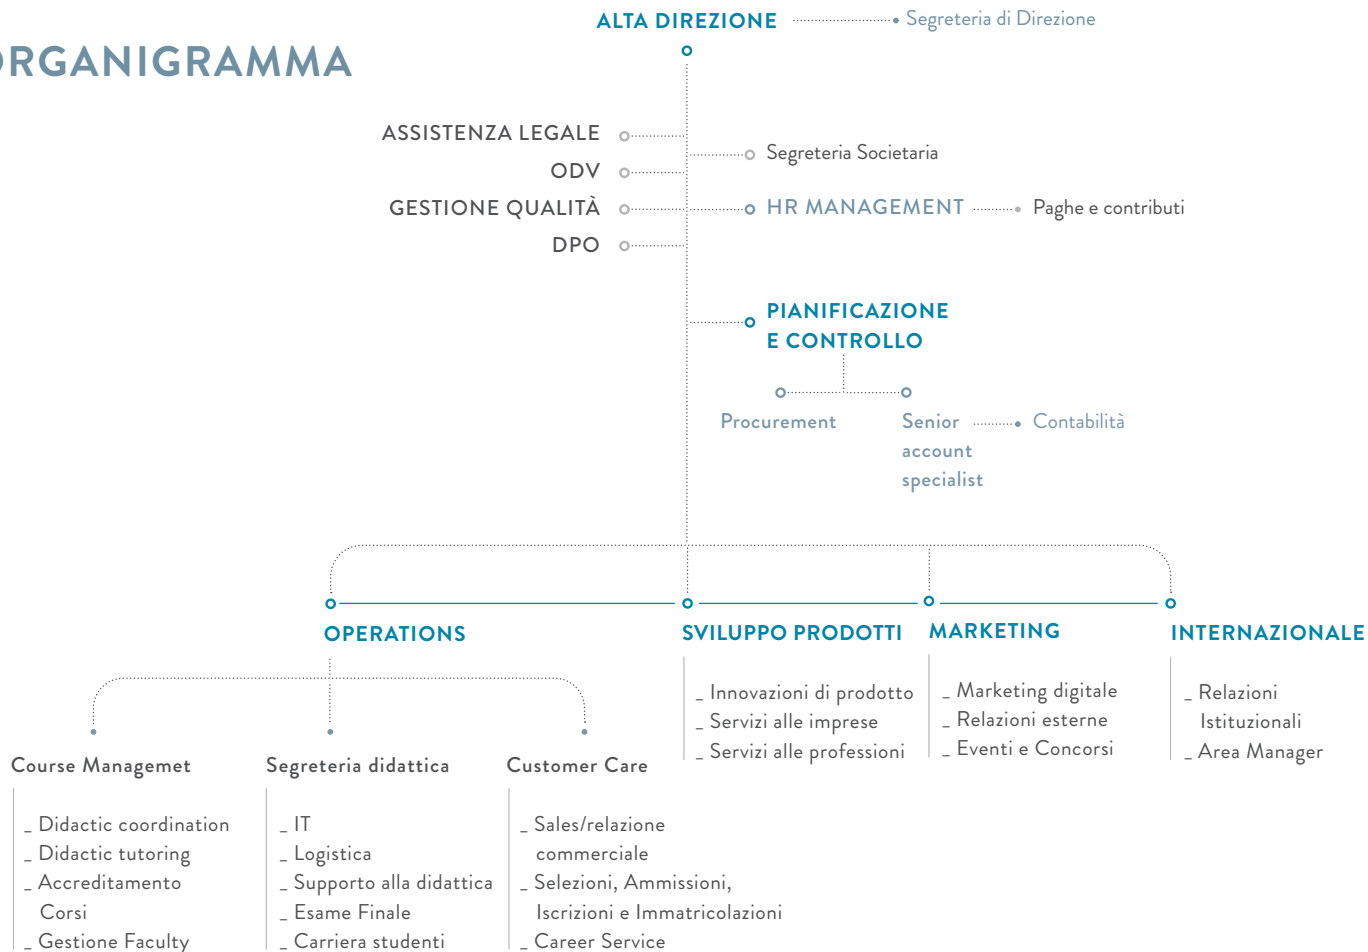 ALTA DIREZIONE
Segreteria di Direzione
ORGANIGRAMMA
ASSISTENZA LEGALE
ODV
GESTIONE QUALITÀ
DPO
Segreteria Societaria
HR MANAGEMENT
Paghe e contributi
PIANIFICAZIONE
E CONTROLLO
Procurement
Senior
account
specialist
Contabilità
OPERATIONS
SVILUPPO PRODOTTI
MARKETING
INTERNAZIONALE
_ Innovazioni di prodotto
_ Servizi alle imprese
_ Servizi alle professioni
_ Marketing digitale
_ Relazioni esterne
_ Eventi e Concorsi
_ Relazioni
Istituzionali
_ Area Manager
Course Managemet
_ Didactic coordination
_ Didactic tutoring
_ Accreditamento
Corsi
_ Gestione Faculty
Segreteria didattica
_ IT
_ Logistica
_ Supporto alla didattica
_ Esame Finale
_ Carriera studenti
Customer Care
_ Sales/relazione
commerciale
_ Selezioni, Ammissioni,
Iscrizioni e Immatricolazioni
_ Career Service